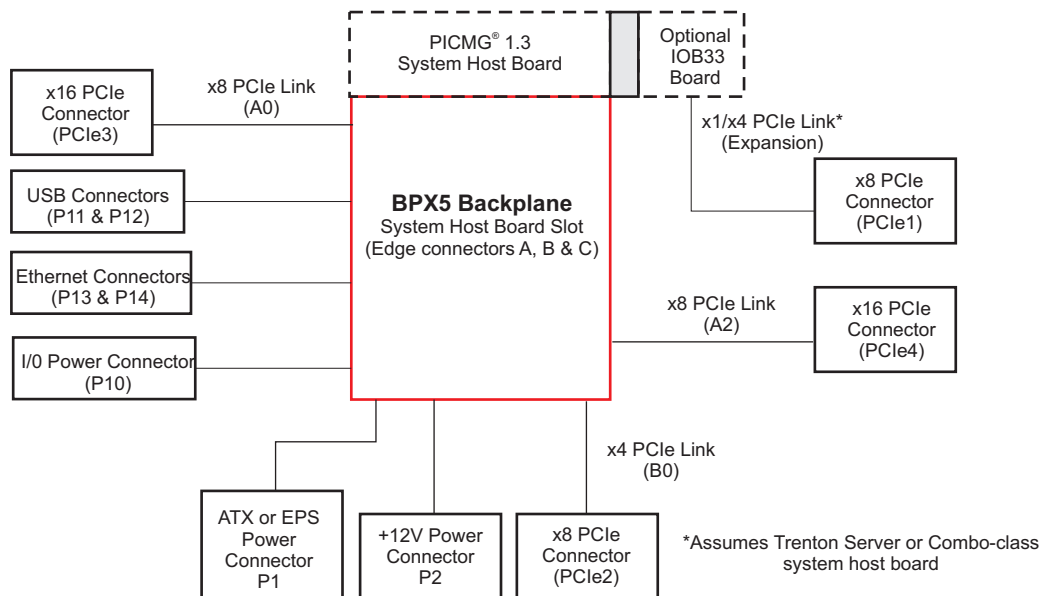 PICMG® 1.3
System Host Board
Optional
IOB33
Board
x16 PCIe
Connector
(PCIe3)
x8 PCIe Link
(A0)
x1/x4 PCIe Link*
(Expansion)
USB Connectors
(P11 & P12)
BPX5 Backplane
System Host Board Slot
(Edge connectors A, B & C)
x8 PCIe
Connector
(PCIe1)
Ethernet Connectors
(P13 & P14)
x8 PCIe Link
(A2)
x16 PCIe
Connector
(PCIe4)
I/0 Power Connector
(P10)
x4 PCIe Link
(B0)
ATX or EPS
Power
Connector
P1
+12V Power
Connector
P2
x8 PCIe
Connector
(PCIe2)
*Assumes Trenton Server or Combo-class
system host board